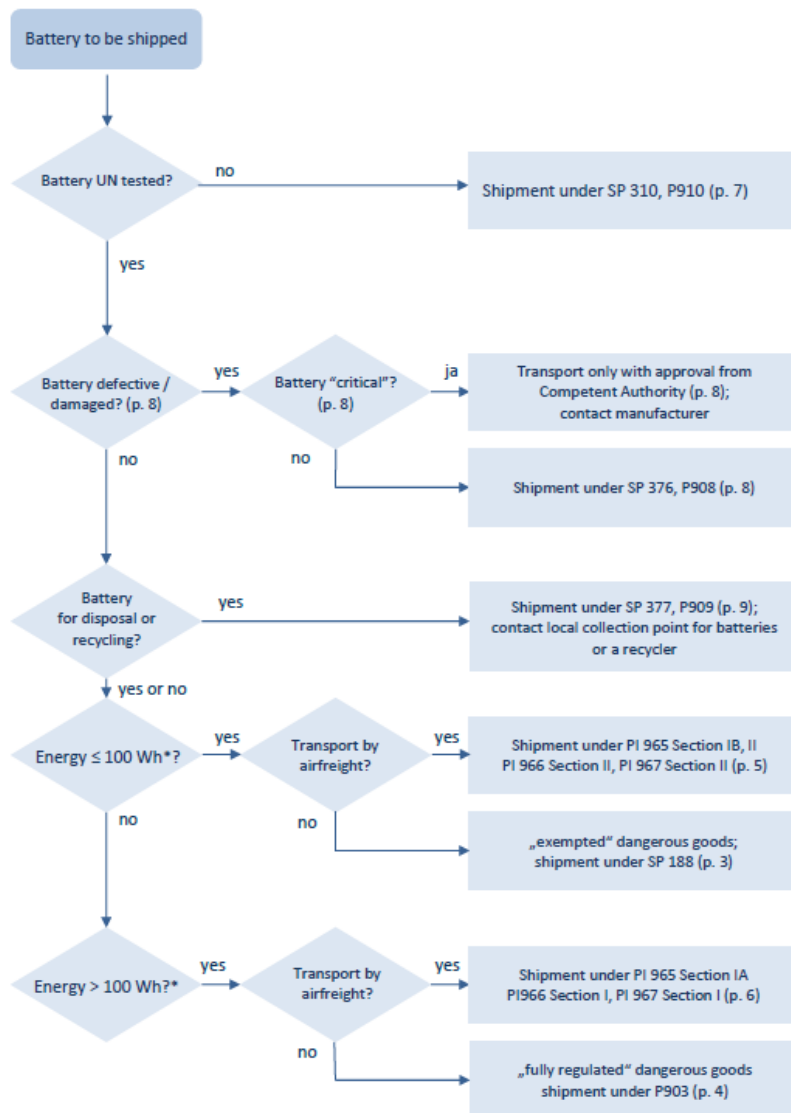 Battery to be shipped
Battery UN tested?
no
Shipment under SP 310, P910 (p. 7)
yes
Battery defective /
damaged? (p. 8)
yes
Battery “critical”?
(p. 8)
ja
Transport only with approval from
Competent Authority (p. 8);
contact manufacturer
no
no
Shipment under SP 376, P908 (p. 8)
Battery
for disposal or
recycling?
yes
Shipment under SP 377, P909 (p. 9);
contact local collection point for batteries
or a recycler
yes or no
Energy ≤ 100 Wh*?
yes
Transport by
airfreight?
yes
Shipment under PI 965 Section IB, II
PI 966 Section II, PI 967 Section II (p. 5)
no
no
„exempted“ dangerous goods;
shipment under SP 188 (p. 3)
Energy > 100 Wh?*
yes
Transport by
airfreight?
yes
Shipment under PI 965 Section IA
PI966 Section I, PI 967 Section I (p. 6)
no
„fully regulated“ dangerous goods
shipment under P903 (p. 4)